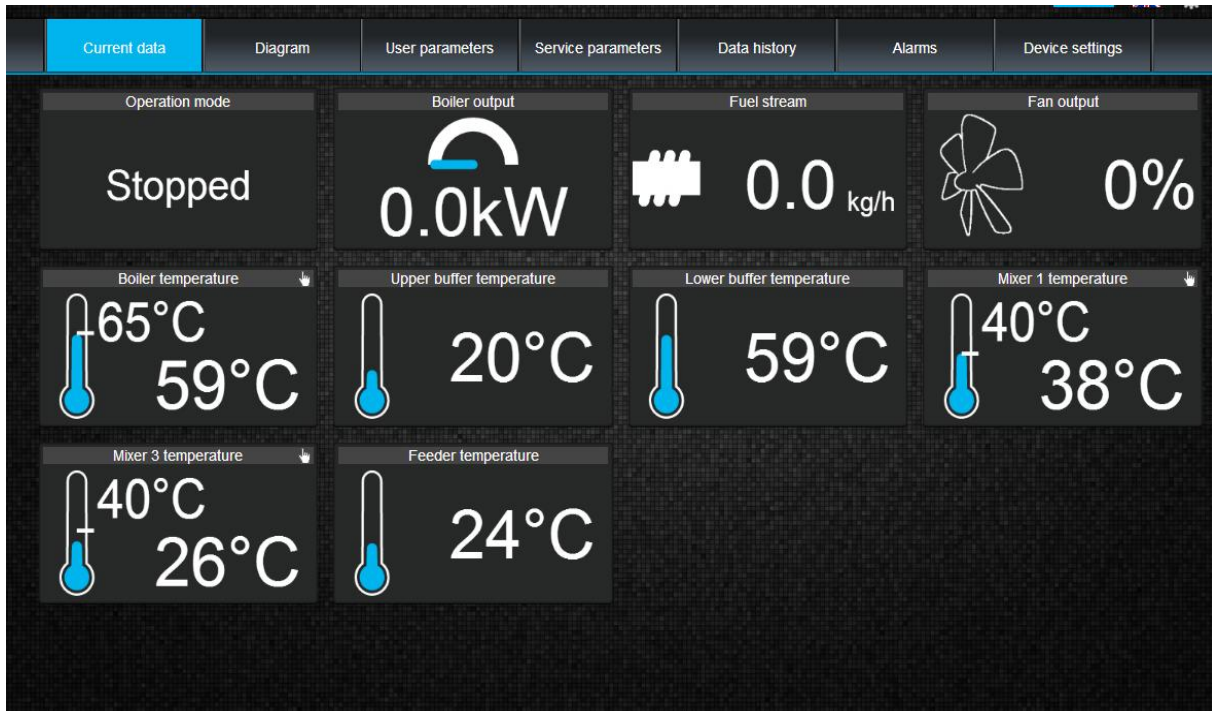 Current data
Diagram
User parameters
Service parameters
Data history
Alarms
Device settings
Operation mode
Boiler output
Fuel stream
Fan output
Stopped
0.0kW
0.0 kg/h
0%
Boiler temperature
Upper buffer temperature
Lower buffer temperature
Mixer 1 temperature
65°C
59°C
20°C
59°C
40°C
38°C
Mixer 3 temperature
Feeder temperature
40°C
26°C
24°C